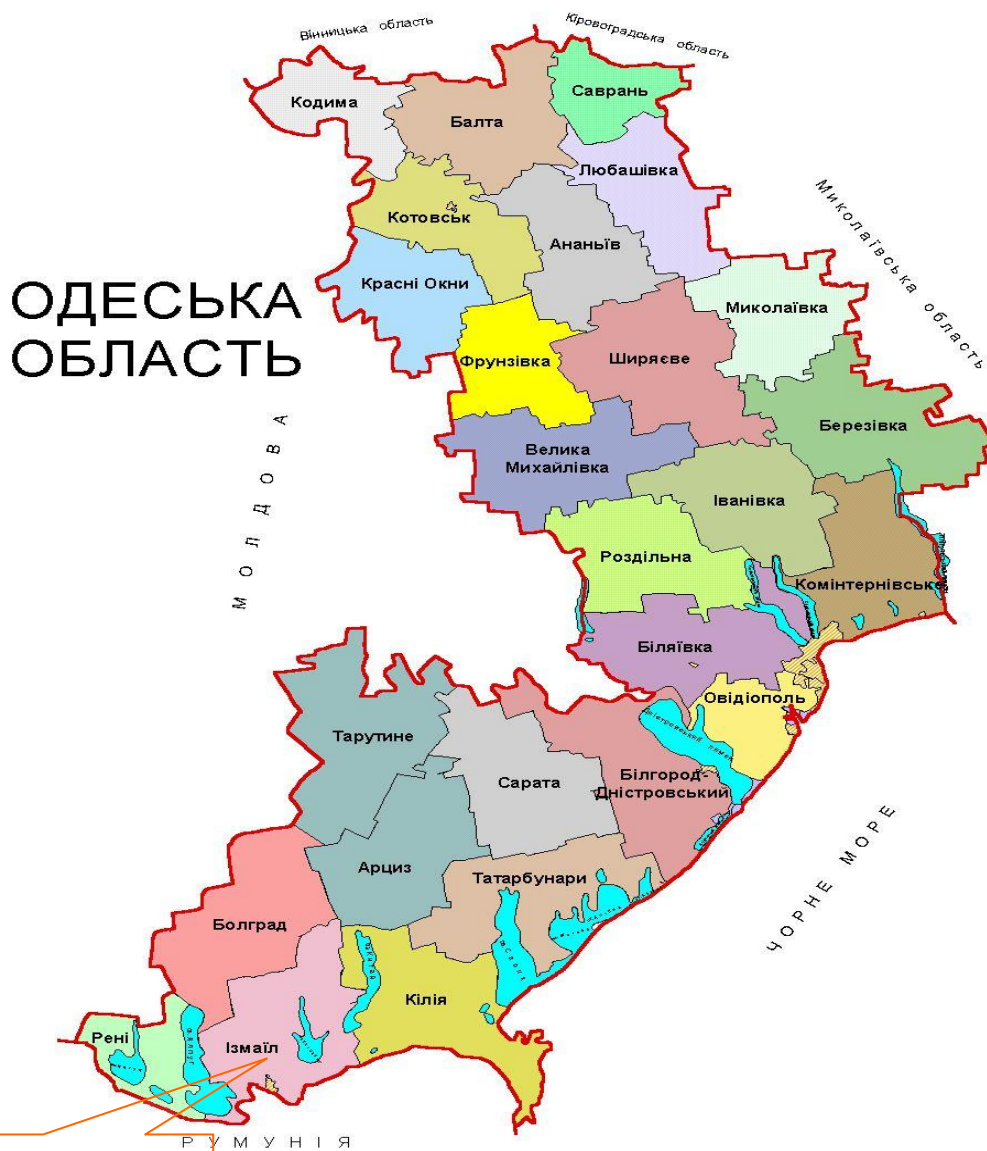 Вінницька область
Кіровоградська область
Кодима
Балта
Саврань
Любашівка
Котовськ
Ананьїв
Миколаївська область
ОДЕСЬКА
ОБЛАСТЬ
Красні Окни
Миколаївка
Фрунзівка
Ширяєве
Березівка
МОЛДОВА
Велика
Михайлівка
Іванівка
Роздільна
Комінтернівське
Біляївка
Овідіополь
Тарутине
Сарата
Білгород-
Дністровський
Арциз
Татарбунари
ЧОРНЕ МОРЕ
Болград
Кілія
Рені
Ізмаїл
РУМУНІЯ